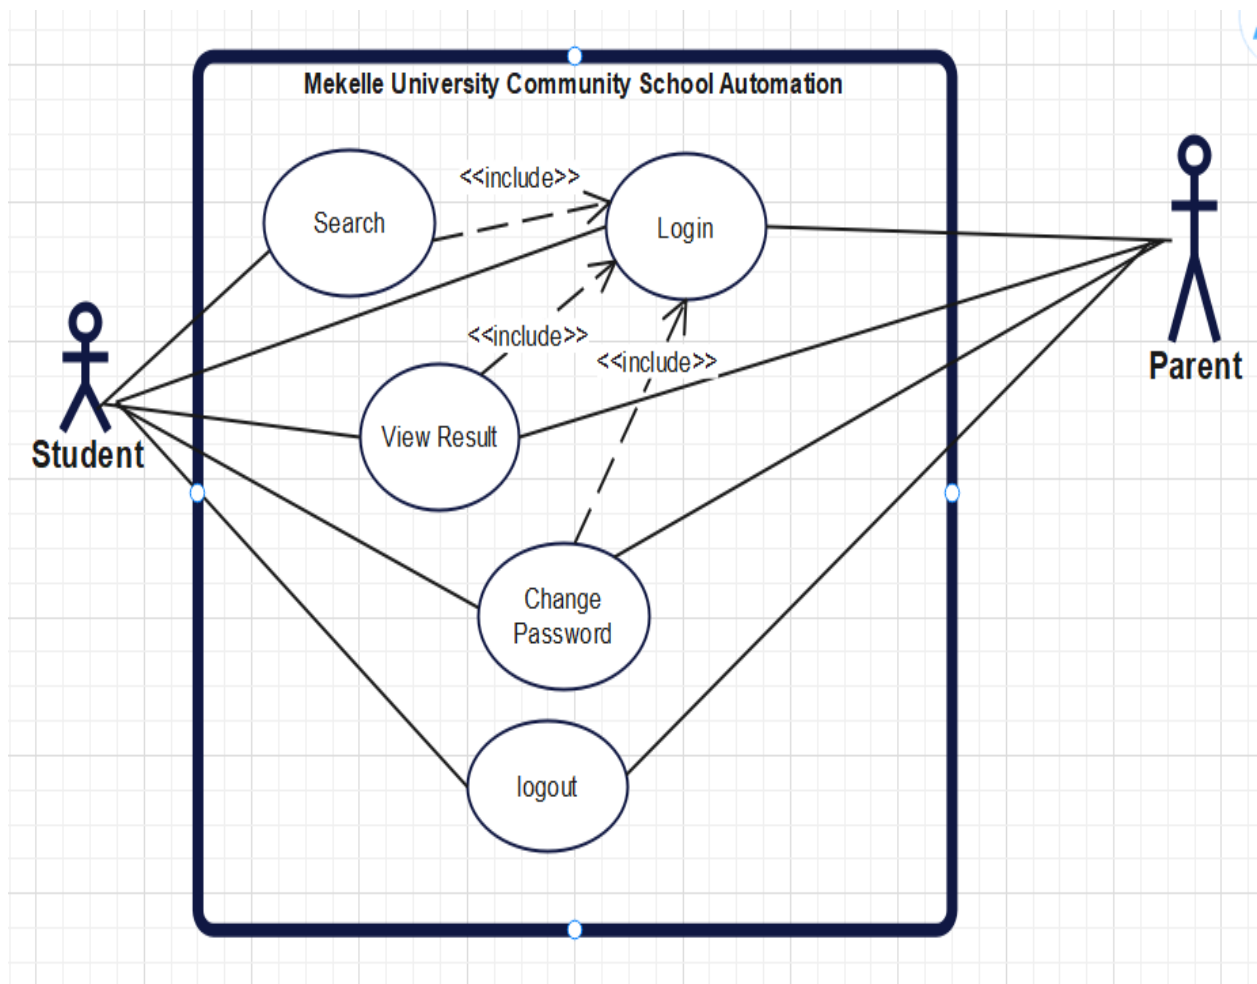 Mekelle University Community School Automation
<<include>>
Search
Login
<<include>>
<<include>>
Parent
Student
View Result
Change
Password
logout